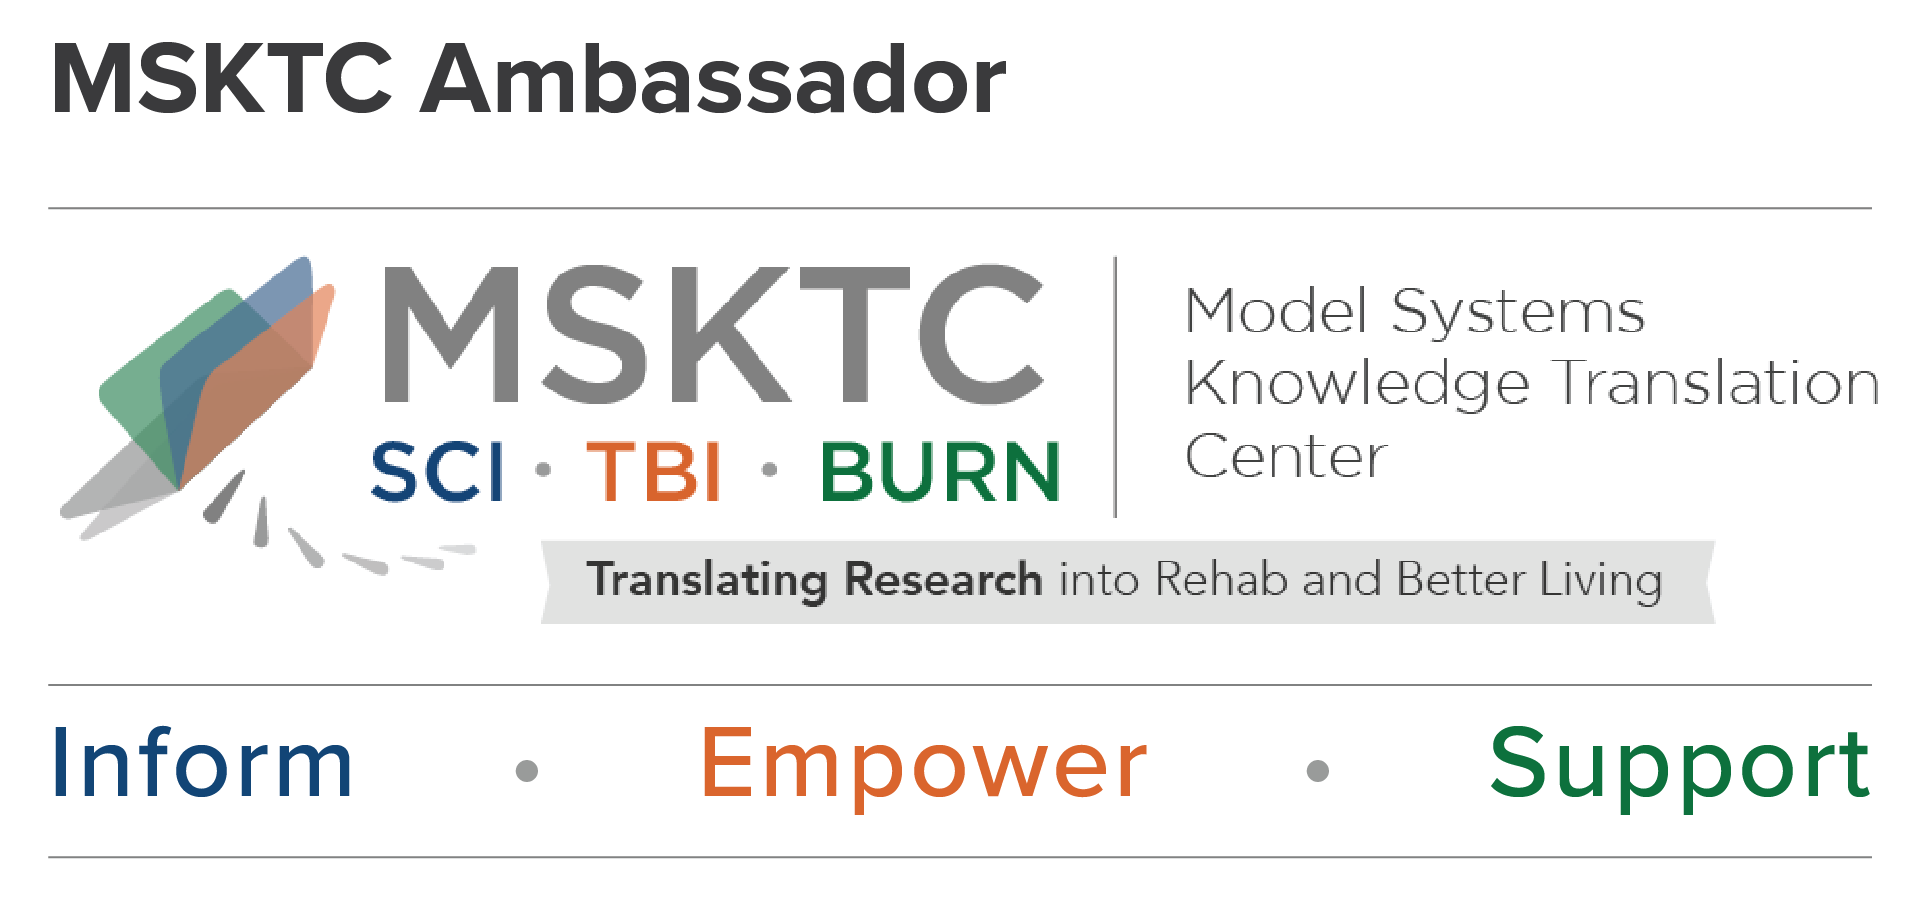 MSKTC Ambassador
MSKTC
SCI • TBI • BURN
Model Systems
Knowledge Translation
Center
Translating Research into Rehab and Better Living
Inform • Empower • Support